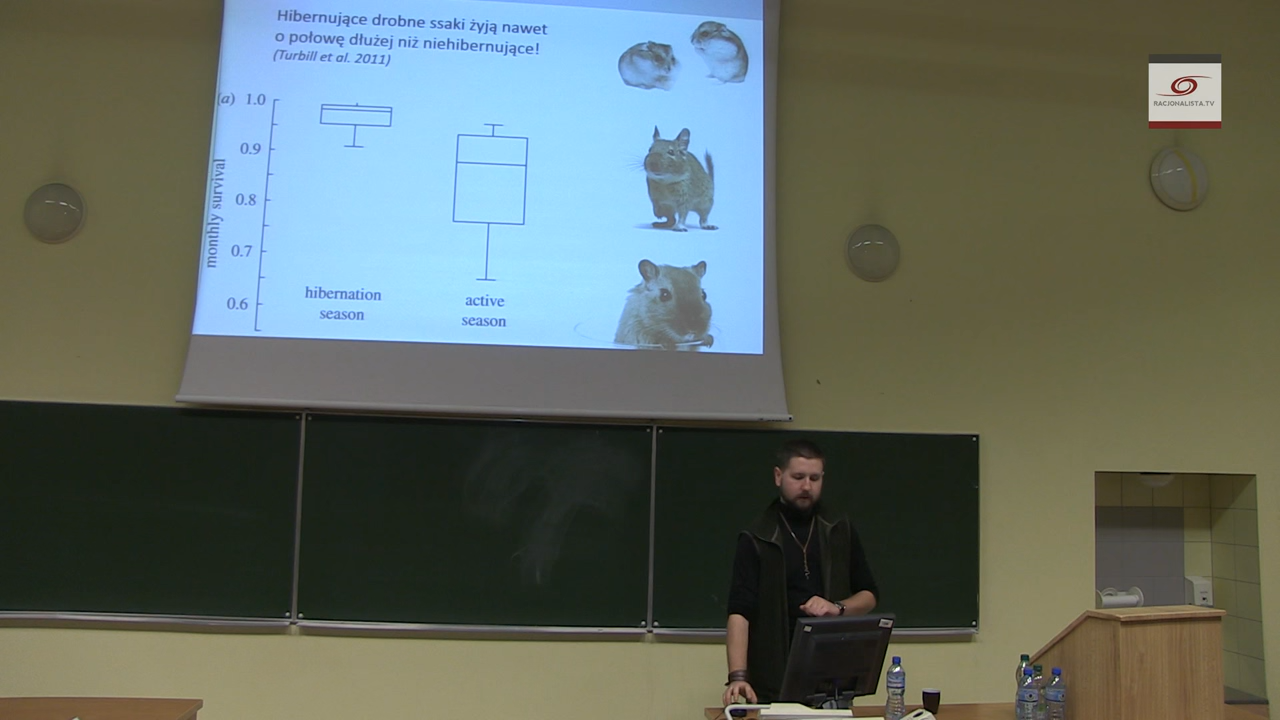 Hibernujące drobne ssaki żyją nawet
o połowę dłużej niż niehibernujące!
(Turbill et al. 2011)
(a)
1.0
0.9
0.8
0.7
0.6
monthly survival
hibernation
season
active
season
RACJONALISTA.TV